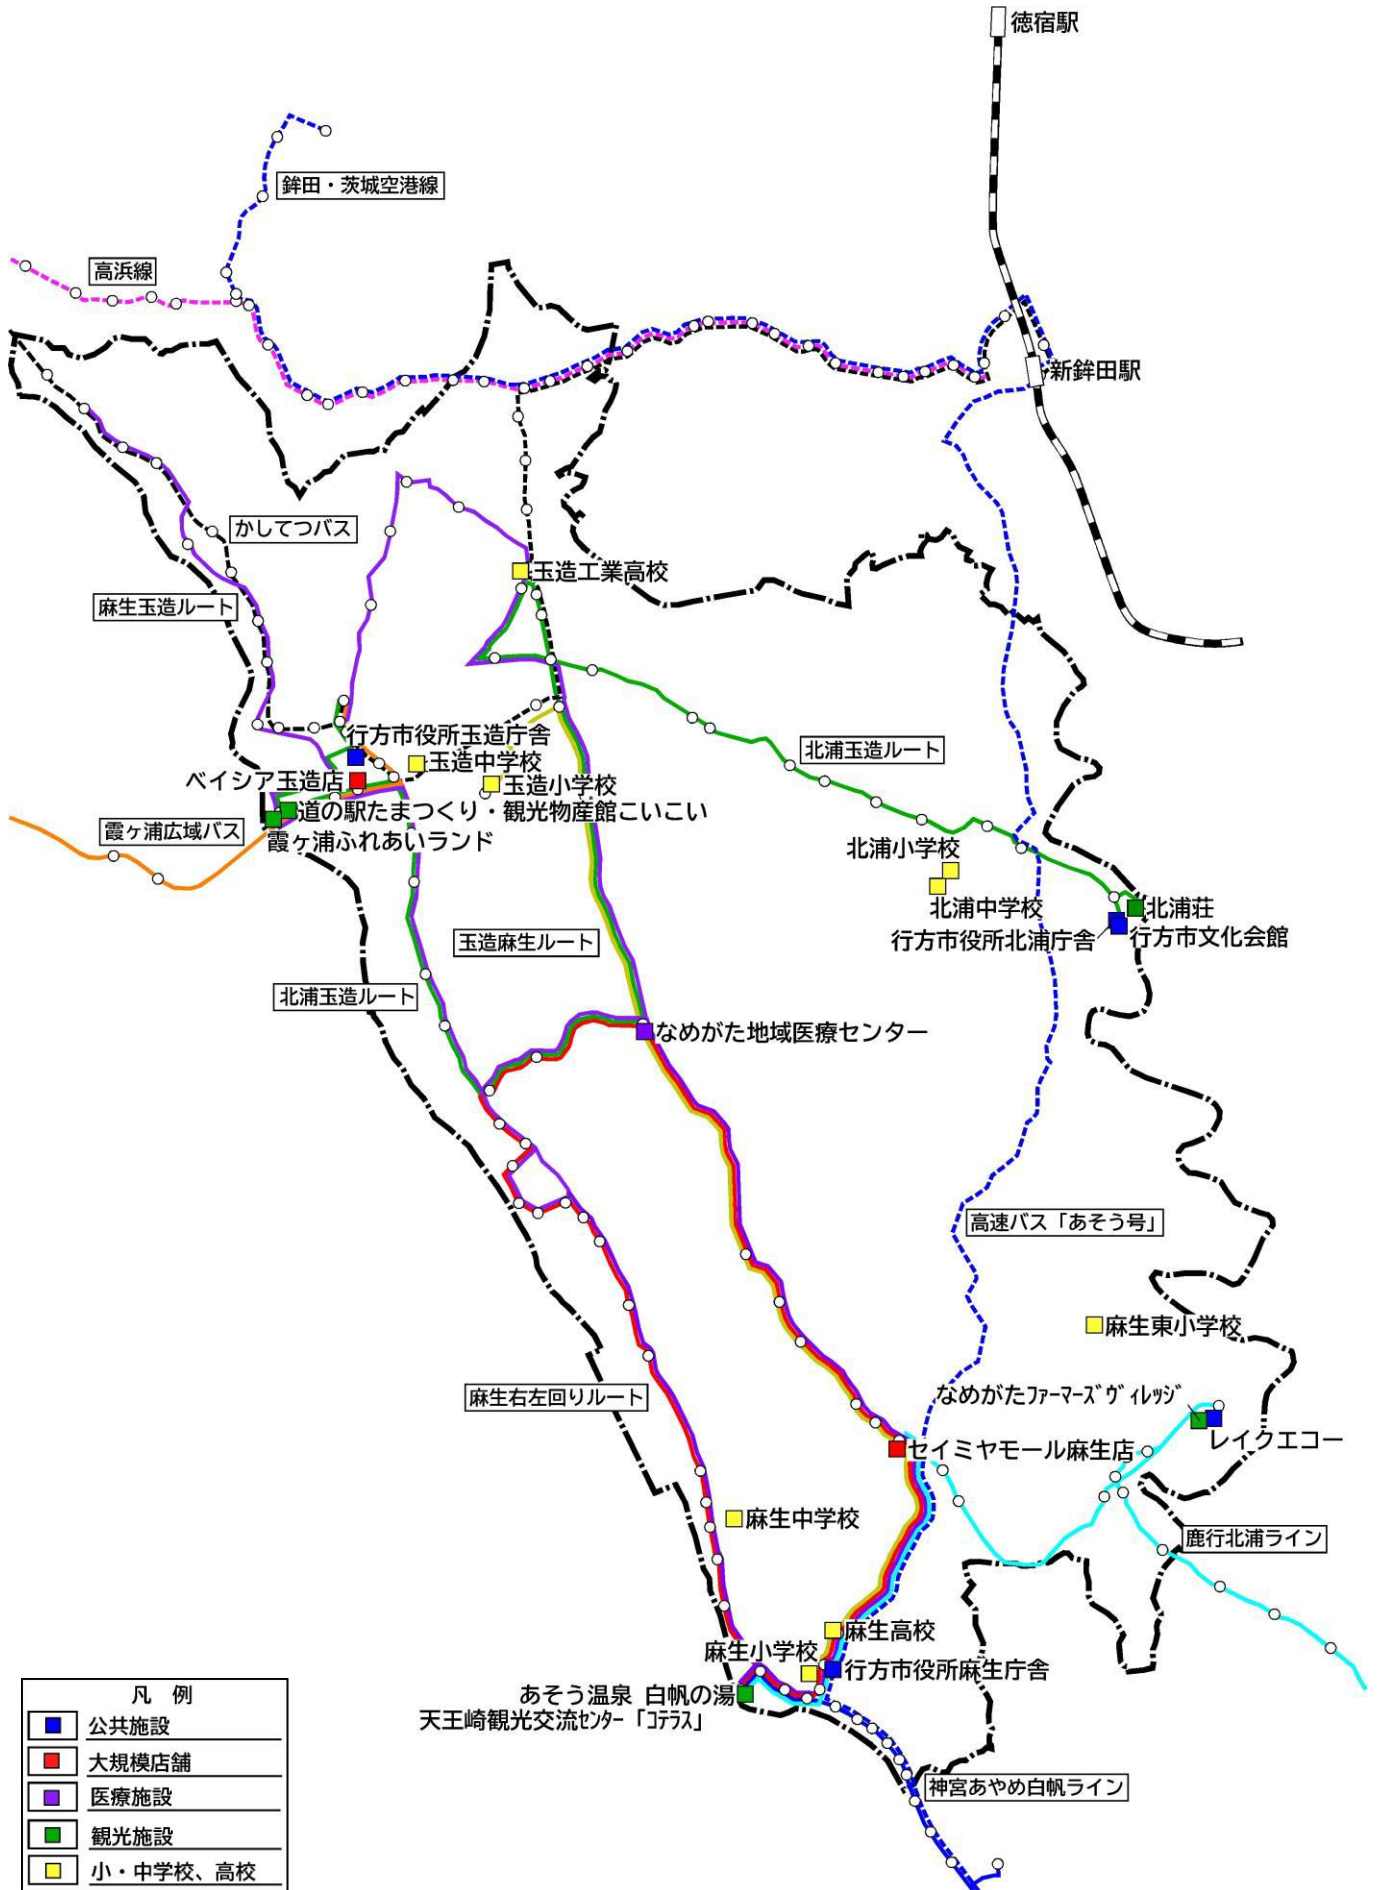 徳宿駅
鉾田・茨城空港線
高浜線
新鉾田駅
かしてつバス
玉造工業高校
麻生玉造ルート
行方市役所玉造庁舎
北浦玉造ルート
玉造中学校
ベイシア玉造店
玉造小学校
道の駅たまつくり・観光物産館こいこい
霞ヶ浦広域バス
霞ヶ浦ふれあいランド
北浦小学校
北浦中学校
北浦荘
行方市役所北浦庁舎
行方市文化会館
玉造麻生ルート
北浦玉造ルート
なめがた地域医療センター
高速バス「あそう号」
麻生東小学校
麻生右左回りルート
なめがたﾌｧｰﾏｰｽﾞｳﾞｨﾚｯｼﾞ
レイクエコー
セイミヤモール麻生店
麻生中学校
鹿行北浦ライン
麻生高校
麻生小学校
行方市役所麻生庁舎
あそう温泉 白帆の湯
天王崎観光交流ｾﾝﾀｰ「ｺﾃﾗｽ」
神宮あやめ白帆ライン
凡 例
公共施設
大規模店舗
医療施設
観光施設
小・中学校、高校